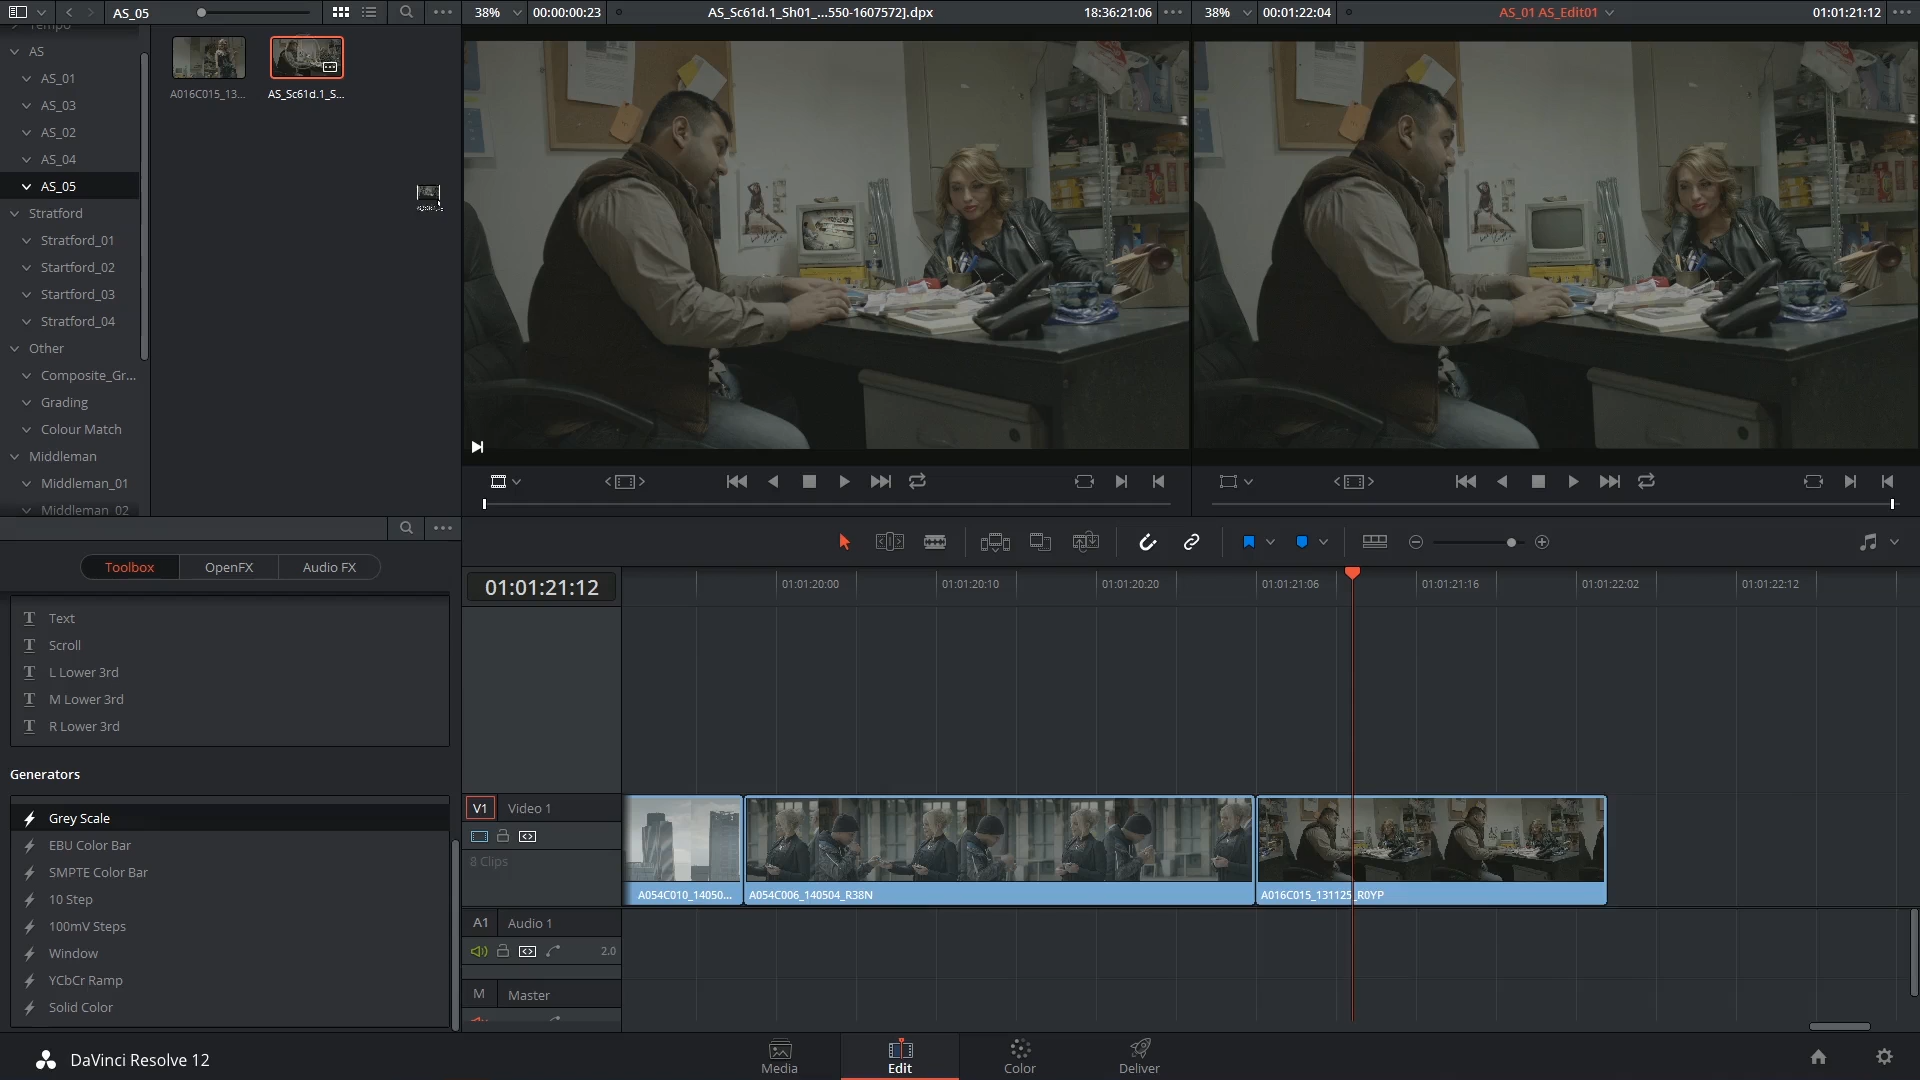 AS_05
38%
00:00:00:23
AS_Sc61d.1_Sh01_...550-1607572].dpx
18:36:21:06
38%
00:01:22:04
AS_01 AS_Edit01
01:01:21:12
Tempo
AS
AS_01
AS_03
AS_02
AS_04
AS_05
Stratford
Stratford_01
Startford_02
Startford_03
Stratford_04
Other
Composite_Gr...
Grading
Colour Match
Middleman
Middleman_01
Middleman_02
A016C015_13...
AS_Sc61d.1_S...
Toolbox
OpenFX
Audio FX
Text
Scroll
L Lower 3rd
M Lower 3rd
R Lower 3rd
Generators
Grey Scale
EBU Color Bar
SMPTE Color Bar
10 Step
100mV Steps
Window
YCbCr Ramp
Solid Color
01:01:21:12
01:01:20:00
01:01:20:10
01:01:20:20
01:01:21:06
01:01:21:16
01:01:22:02
01:01:22:12
V1
Video 1
8 Clips
A054C010_14050...
A054C006_140504_R38N
A016C015_131125_R0YP
A1
Audio 1
2.0
M
Master
DaVinci Resolve 12
Media
Edit
Color
Deliver